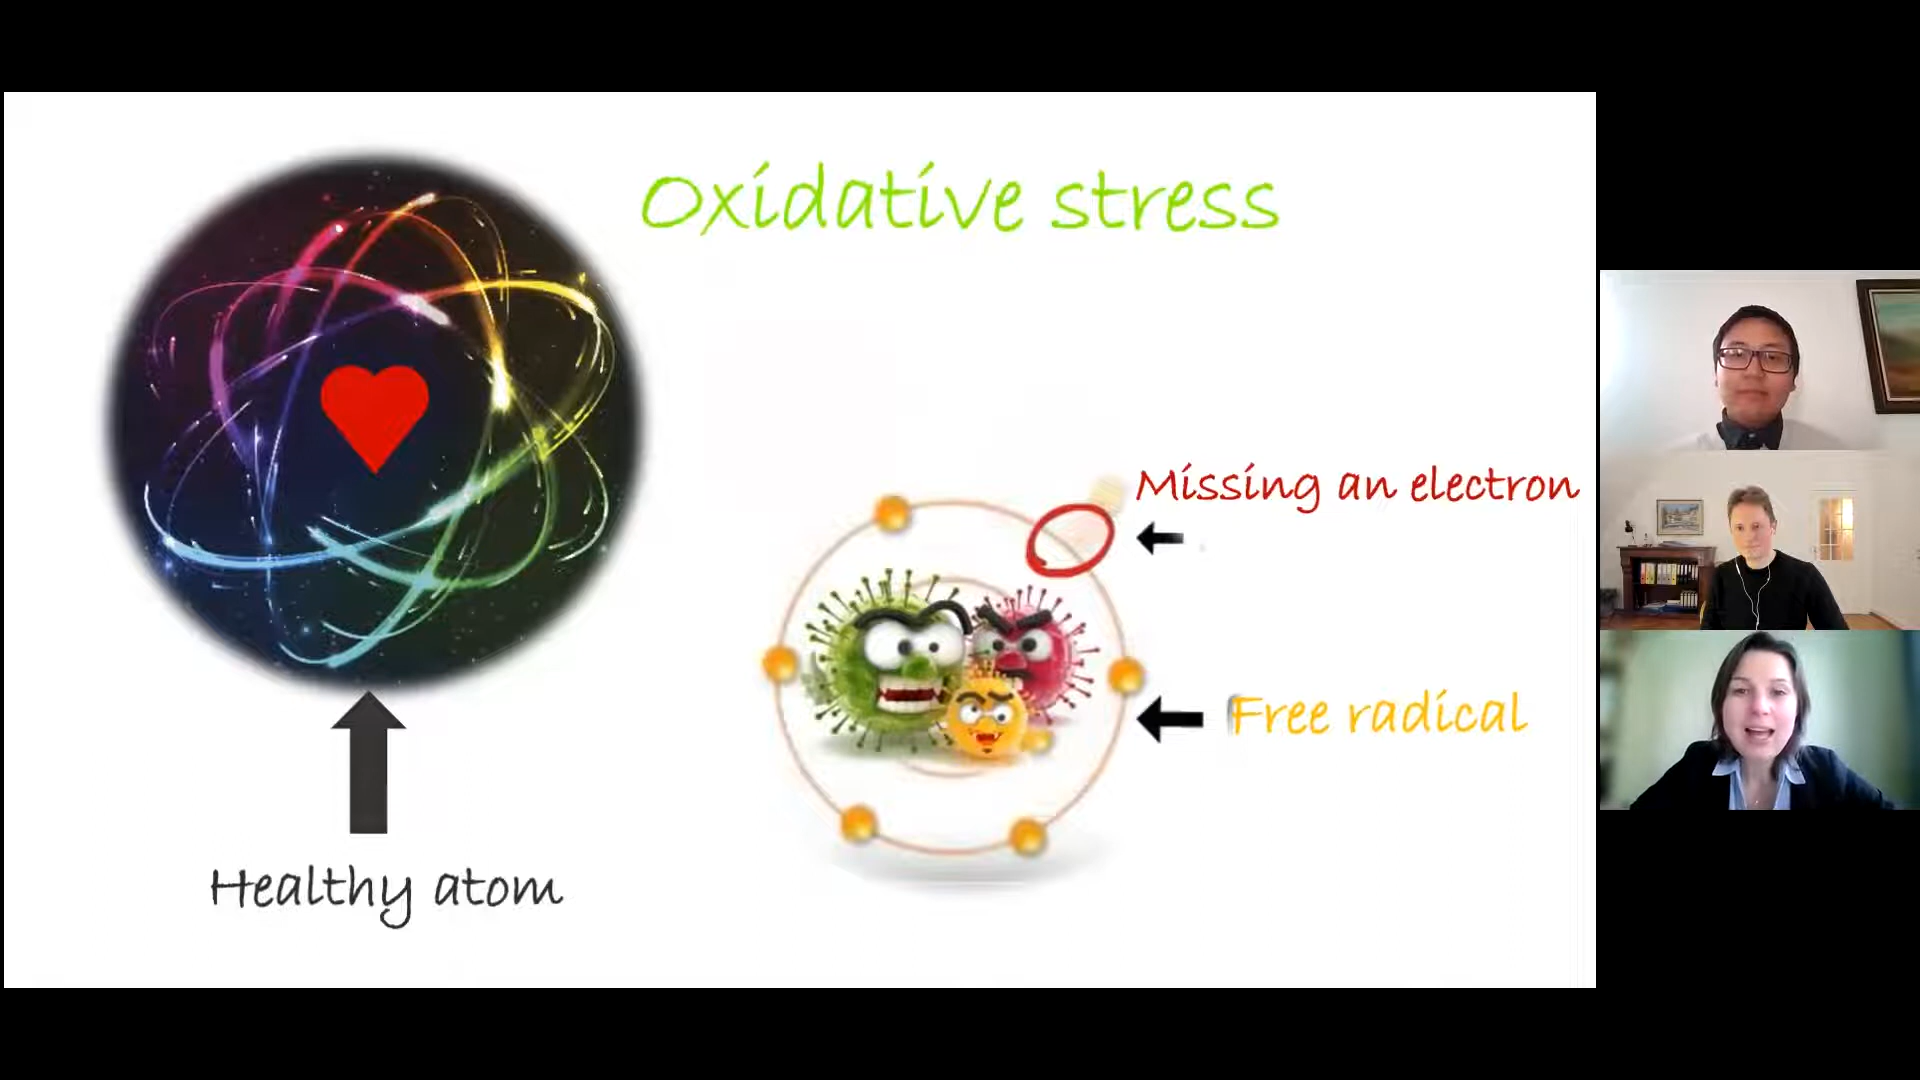 Oxidative stress
Missing an electron
Free radical
Healthy atom